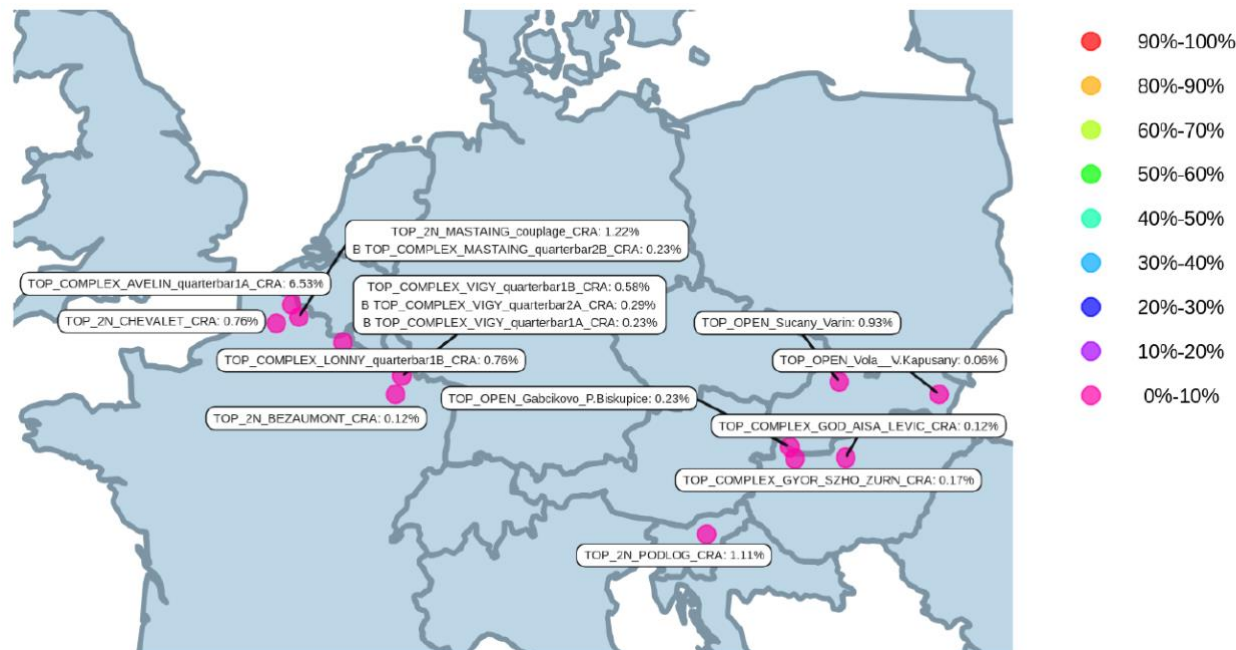 TOP_2N_MASTAING_couplage_CRA: 1.22%
B TOP_COMPLEX_MASTAING_quarterbar2B_CRA: 0.23%
TOP_COMPLEX_AVELIN_quarterbar1A_CRA: 6.53%
TOP_COMPLEX_VIGY_quarterbar1B_CRA: 0.58%
B TOP_COMPLEX_VIGY_quarterbar2A_CRA: 0.29%
B TOP_COMPLEX_VIGY_quarterbar1A_CRA: 0.23%
TOP_2N_CHEVALET_CRA: 0.76%
TOP_OPEN_Sucany_Varin: 0.93%
TOP_COMPLEX_LONNY_quarterbar1B_CRA: 0.76%
TOP_OPEN_Vola__V.Kapusany: 0.06%
TOP_OPEN_Gabcikovo_P.Biskupice: 0.23%
TOP_2N_BEZAUMONT_CRA: 0.12%
TOP_COMPLEX_GOD_AISA_LEVIC_CRA: 0.12%
TOP_COMPLEX_GYOR_SZHO_ZURN_CRA: 0.17%
TOP_2N_PODLOG_CRA: 1.11%
90%-100%
80%-90%
60%-70%
50%-60%
40%-50%
30%-40%
20%-30%
10%-20%
0%-10%